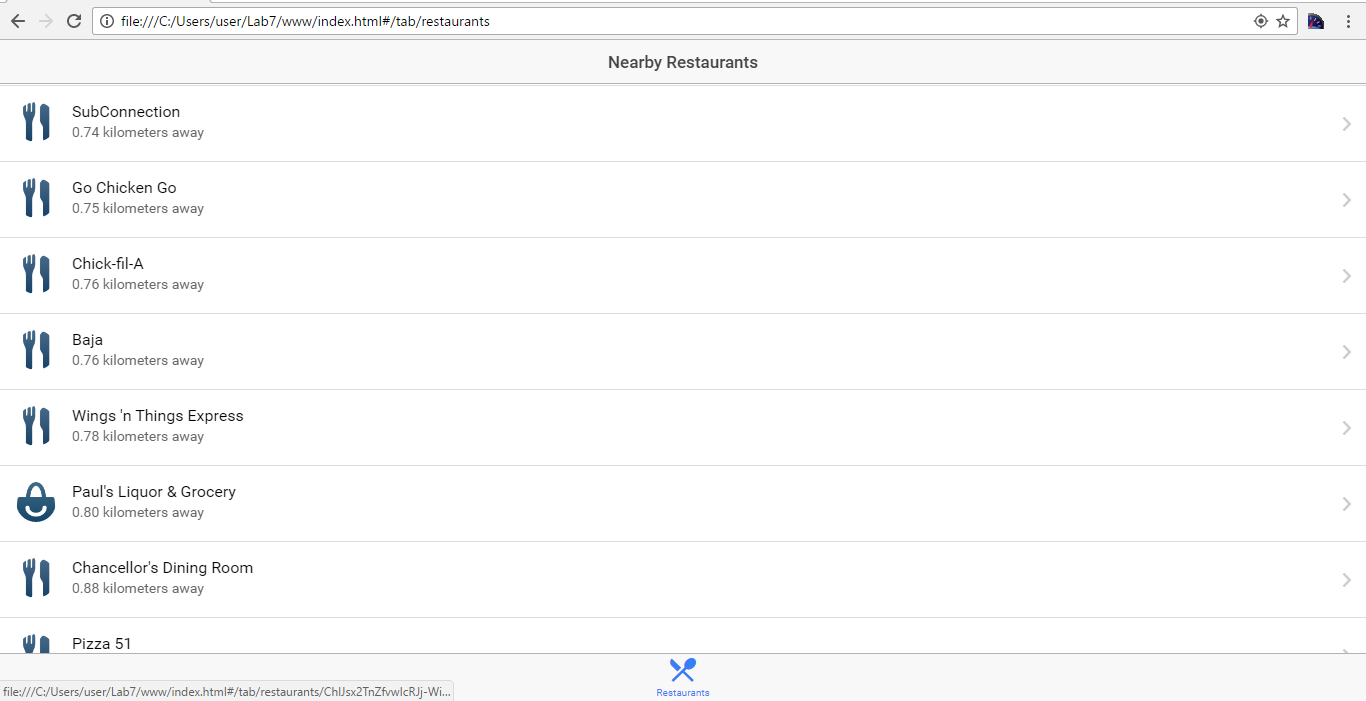 file:///C:/Users/user/Lab7/www/index.html#/tab/restaurants
Nearby Restaurants
SubConnection
0.74 kilometers away
Go Chicken Go
0.75 kilometers away
Chick-fil-A
0.76 kilometers away
Baja
0.76 kilometers away
Wings 'n Things Express
0.78 kilometers away
Paul's Liquor & Grocery
0.80 kilometers away
Chancellor's Dining Room
0.88 kilometers away
Pizza 51
Restaurants
file:///C:/Users/user/Lab7/www/index.html#/tab/restaurants/ChIJsx2TnZfvwIcRJj-Wi...